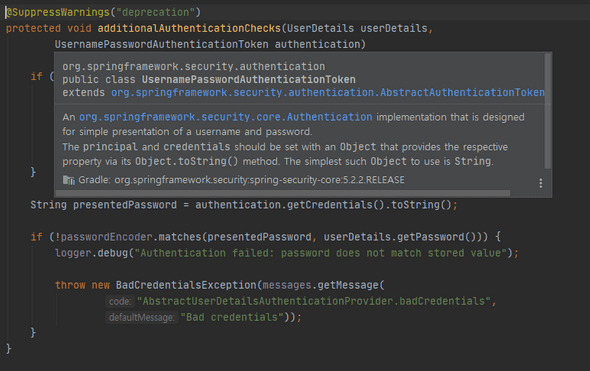 @SuppressWarnings("deprecation")
protected void additionalAuthenticationChecks(UserDetails userDetails,
UsernamePasswordAuthenticationToken authentication)
if (
org.springframework.security.authentication
public class UsernamePasswordAuthenticationToken
extends org.springframework.security.authentication.AbstractAuthenticationToken
An org.springframework.security.core.Authentication implementation that is designed
for simple presentation of a username and password.
The principal and credentials should be set with an Object that provides the respective
property via its Object.toString() method. The simplest such Object to use is String.
Gradle: org.springframework.security:spring-security-core:5.2.2.RELEASE
}
String presentedPassword = authentication.getCredentials().toString();
if (!passwordEncoder.matches(presentedPassword, userDetails.getPassword())) {
logger.debug("Authentication failed: password does not match stored value");
throw new BadCredentialsException(messages.getMessage(
code: "AbstractUserDetailsAuthenticationProvider.badCredentials",
defaultMessage: "Bad credentials"));
}
}